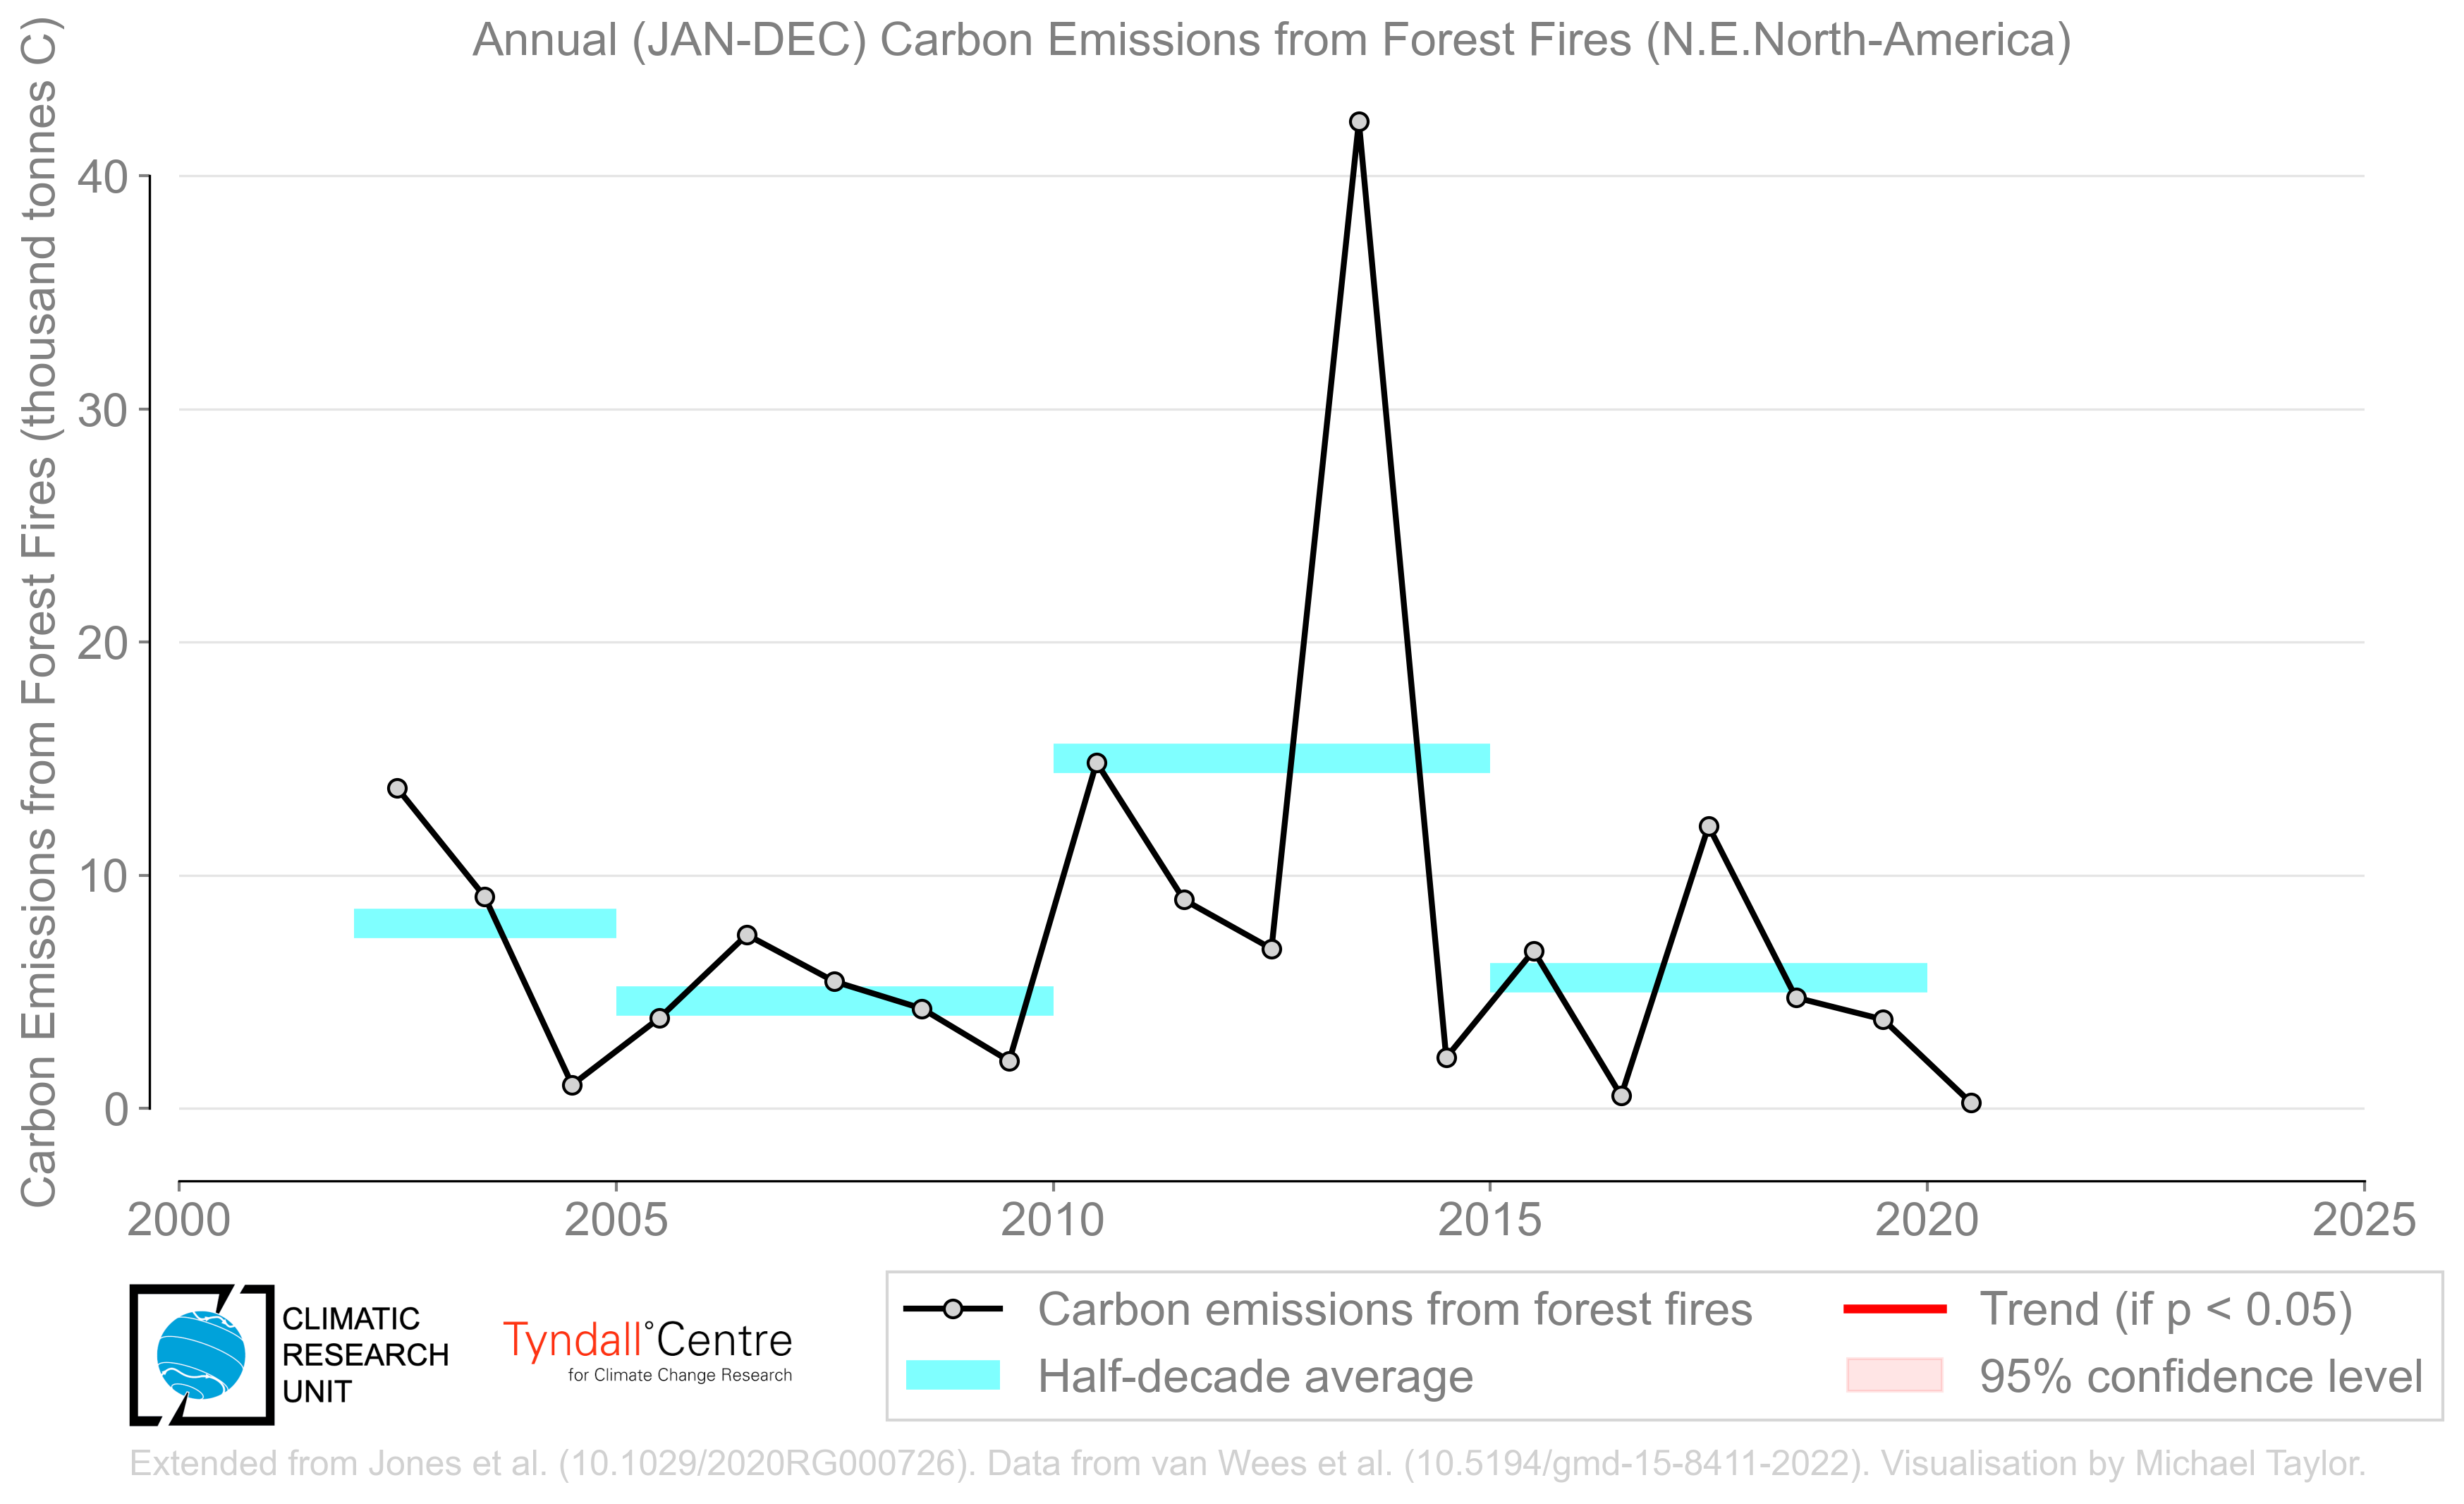 Annual (JAN-DEC) Carbon Emissions from Forest Fires (N.E.North-America)
Carbon Emissions from Forest Fires (thousand tonnes C)
40
30
20
10
0
2000 2005 2010 2015 2020 2025
Carbon emissions from forest fires
Half-decade average
Trend (if p < 0.05)
95% confidence level
CLIMATIC
RESEARCH
UNIT
Tyndall°Centre
for Climate Change Research
Extended from Jones et al. (10.1029/2020RG000726). Data from van Wees et al. (10.5194/gmd-15-8411-2022). Visualisation by Michael Taylor.